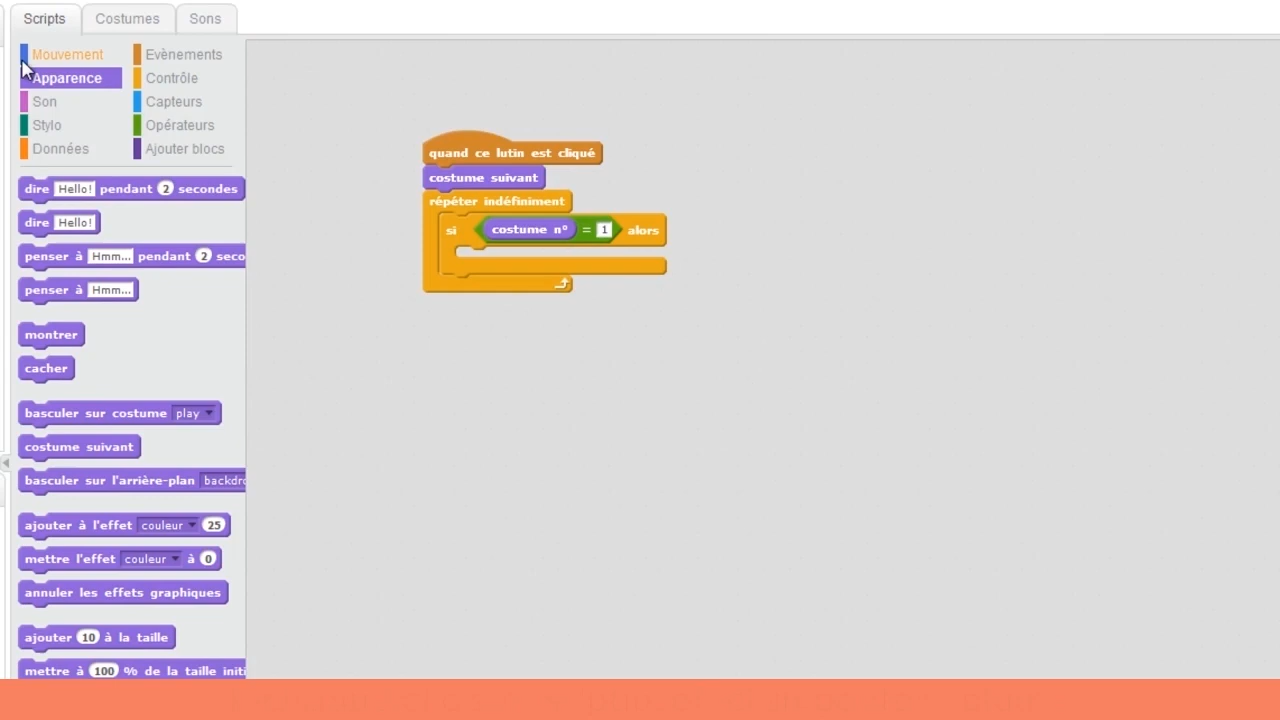 Scripts Costumes Sons
Mouvement Evènements
Apparence Contrôle
Son Capteurs
Stylo Opérateurs
Données Ajouter blocs
dire Hello! pendant 2 secondes
dire Hello!
penser à Hmm... pendant 2 seco
penser à Hmm...
montrer
cacher
basculer sur costume play
costume suivant
basculer sur l'arrière-plan backdr
ajouter à l'effet couleur 25
mettre l'effet couleur à 0
annuler les effets graphiques
ajouter 10 à la taille
mettre à 100 % de la taille initi
quand ce lutin est cliqué
costume suivant
répéter indéfiniment
si costume n° = 1 alors